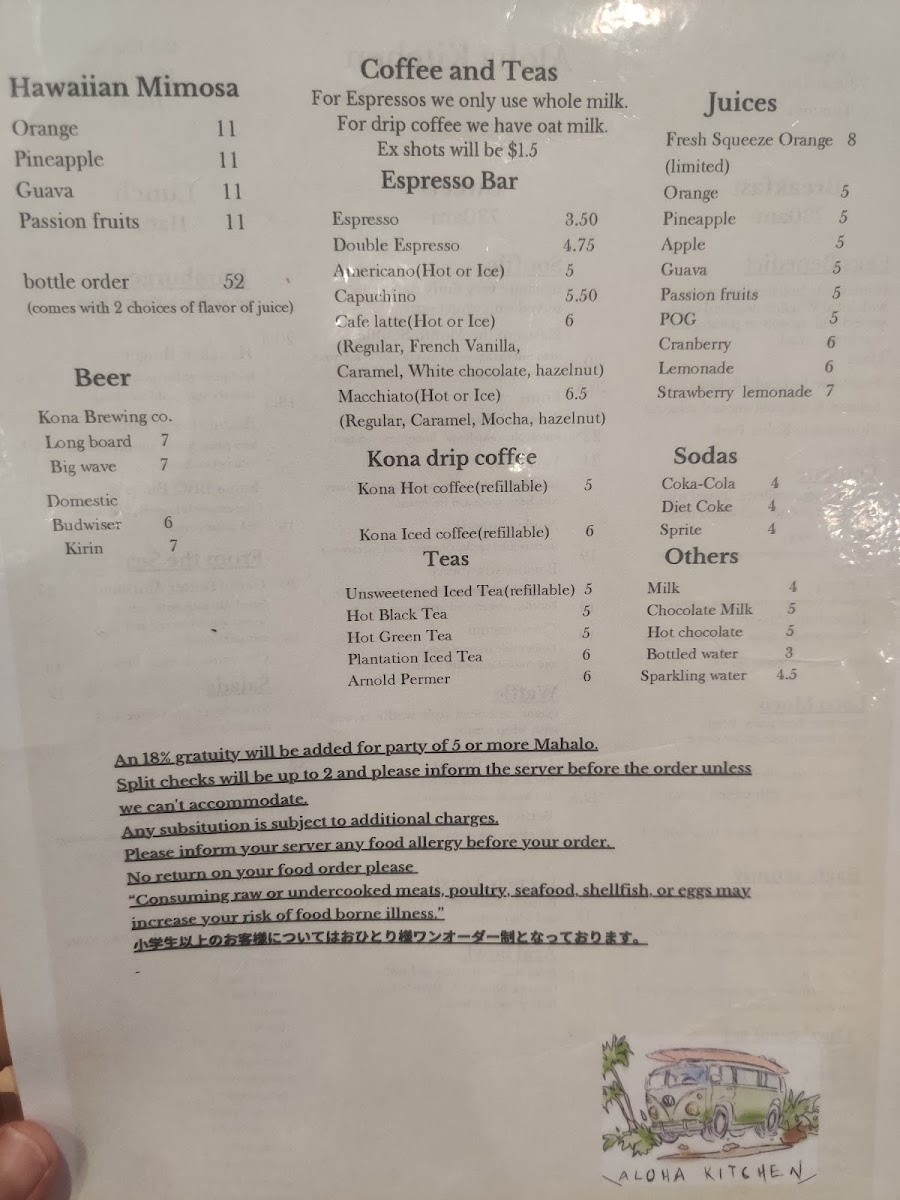 Hawaiian Mimosa
Orange 11
Pineapple 11
Guava 11
Passion fruits 11
bottle order 52
(comes with 2 choices of flavor of juice)
Beer
Kona Brewing co.
Long board 7
Big wave 7
Domestic
Budwiser 6
Kirin 7
Coffee and Teas
For Espressos we only use whole milk.
For drip coffee we have oat milk.
Ex shots will be $1.5
Espresso Bar
Espresso 3.50
Double Espresso 4.75
Americano(Hot or Ice) 5
Capuchino 5.50
Cafe latte(Hot or Ice) 6
(Regular, French Vanilla,
Caramel, White chocolate, hazelnut)
Macchiato(Hot or Ice) 6.5
(Regular, Caramel, Mocha, hazelnut)
Kona drip coffee
Kona Hot coffee(refillable) 5
Kona Iced coffee(refillable) 6
Teas
Unsweetened Iced Tea(refillable) 5
Hot Black Tea 5
Hot Green Tea 5
Plantation Iced Tea 6
Arnold Permer 6
Juices
Fresh Squeeze Orange 8
(limited)
Orange 5
Pineapple 5
Apple 5
Guava 5
Passion fruits 5
POG 5
Cranberry 6
Lemonade 6
Strawberry lemonade 7
Sodas
Coka-Cola 4
Diet Coke 4
Sprite 4
Others
Milk 4
Chocolate Milk 5
Hot chocolate 5
Bottled water 3
Sparkling water 4.5
An 18% gratuity will be added for party of 5 or more Mahalo.
Split checks will be up to 2 and please inform the server before the order unless
we can't accommodate.
Any subsitution is subject to additional charges.
Please inform your server any food allergy before your order.
No return on your food order please
"Consuming raw or undercooked meats, poultry, seafood, shellfish, or eggs may
increase your risk of food borne illness."
小学生以上のお客様についてはおひとり様ワンオーダー制となっております。
-
ALOHA KITCHEN